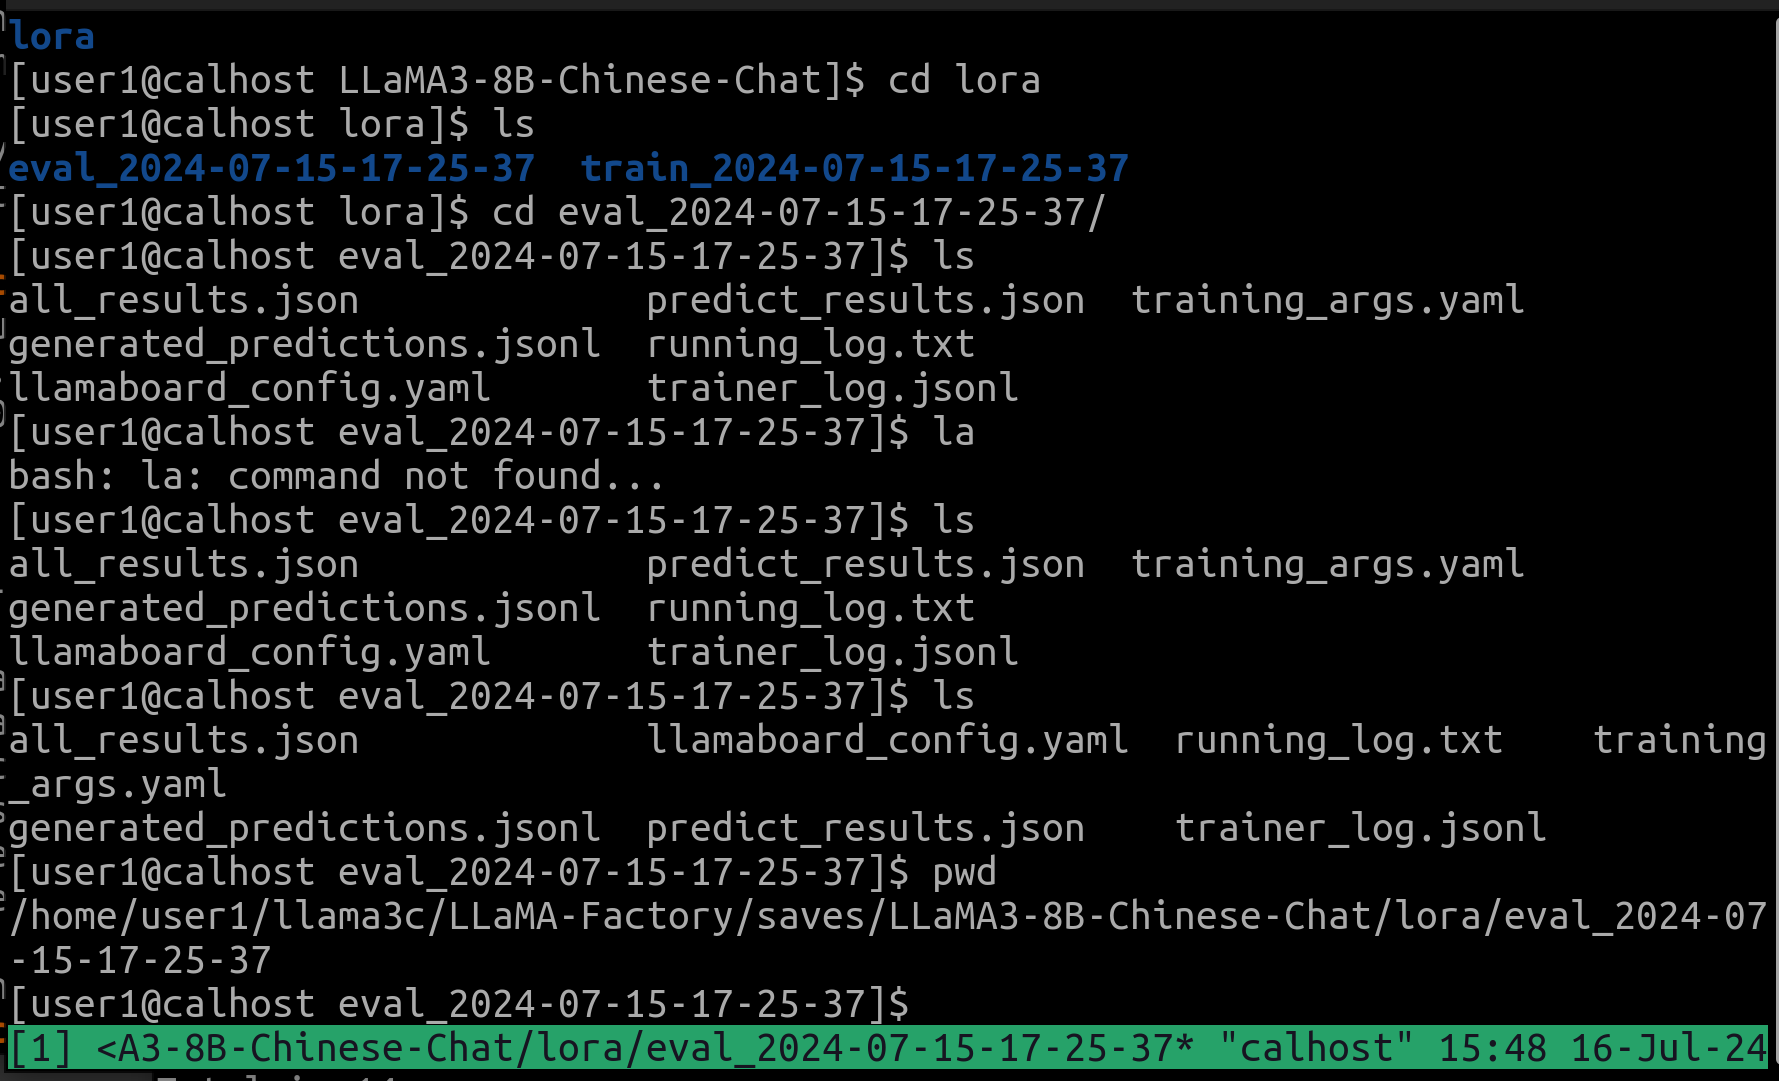 lora
[user1@calhost LLaMA3-8B-Chinese-Chat]$ cd lora
[user1@calhost lora]$ ls
eval_2024-07-15-17-25-37  train_2024-07-15-17-25-37
[user1@calhost lora]$ cd eval_2024-07-15-17-25-37/
[user1@calhost eval_2024-07-15-17-25-37]$ ls
all_results.json             predict_results.json  training_args.yaml
generated_predictions.jsonl  running_log.txt
llamaboard_config.yaml       trainer_log.jsonl
[user1@calhost eval_2024-07-15-17-25-37]$ la
bash: la: command not found...
[user1@calhost eval_2024-07-15-17-25-37]$ ls
all_results.json             predict_results.json  training_args.yaml
generated_predictions.jsonl  running_log.txt
llamaboard_config.yaml       trainer_log.jsonl
[user1@calhost eval_2024-07-15-17-25-37]$ ls
all_results.json             llamaboard_config.yaml  running_log.txt    training
_args.yaml
generated_predictions.jsonl  predict_results.json    trainer_log.jsonl
[user1@calhost eval_2024-07-15-17-25-37]$ pwd
/home/user1/llama3c/LLaMA-Factory/saves/LLaMA3-8B-Chinese-Chat/lora/eval_2024-07
-15-17-25-37
[user1@calhost eval_2024-07-15-17-25-37]$
[1] <A3-8B-Chinese-Chat/lora/eval_2024-07-15-17-25-37* "calhost" 15:48 16-Jul-24